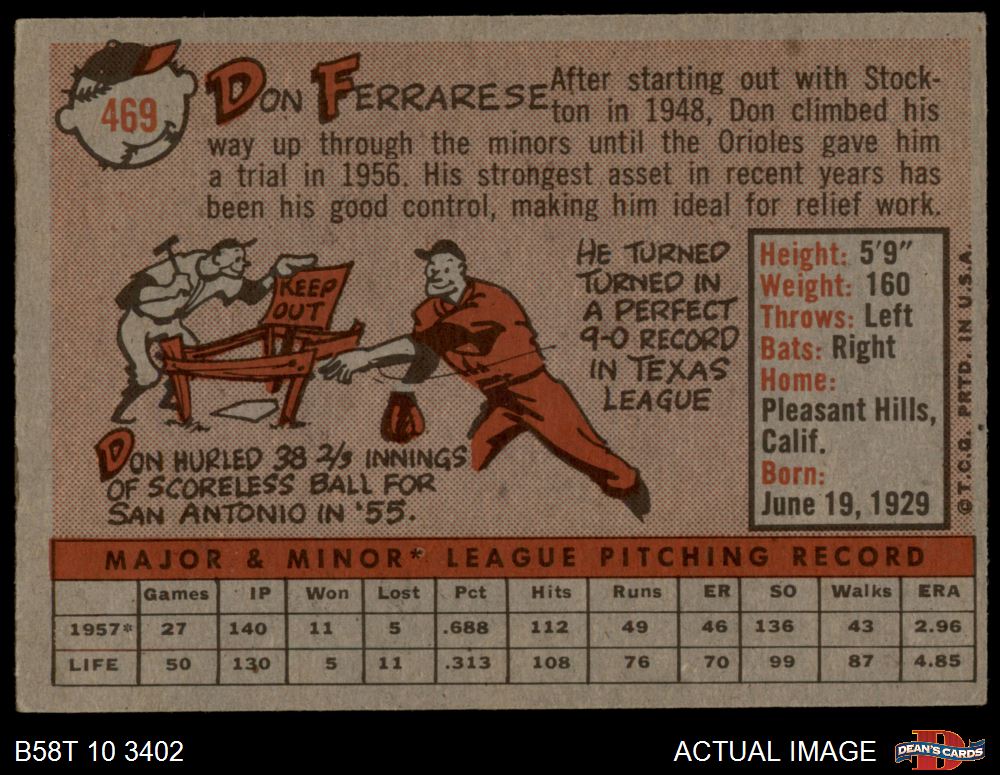 469
DON FERRARESE
After starting out with Stock-
ton in 1948, Don climbed his
way up through the minors until the Orioles gave him
a trial in 1956. His strongest asset in recent years has
been his good control, making him ideal for relief work.
KEEP
OUT
HE TURNED
TURNED IN
A PERFECT
9-0 RECORD
IN TEXAS
LEAGUE
DON HURLED 38 2/3 INNINGS
OF SCORELESS BALL FOR
SAN ANTONIO IN '55.
Height: 5'9"
Weight: 160
Throws: Left
Bats: Right
Home:
Pleasant Hills,
Calif.
Born:
June 19, 1929
©T.C.G. PRTD. IN U.S.A.
MAJOR & MINOR* LEAGUE PITCHING RECORD
Games IP Won Lost Pct Hits Runs ER SO Walks ERA
1957* 27 140 11 5 .688 112 49 46 136 43 2.96
LIFE 50 130 5 11 .313 108 76 70 99 87 4.85
B58T 10 3402
ACTUAL IMAGE
D
DEAN'S CARDS